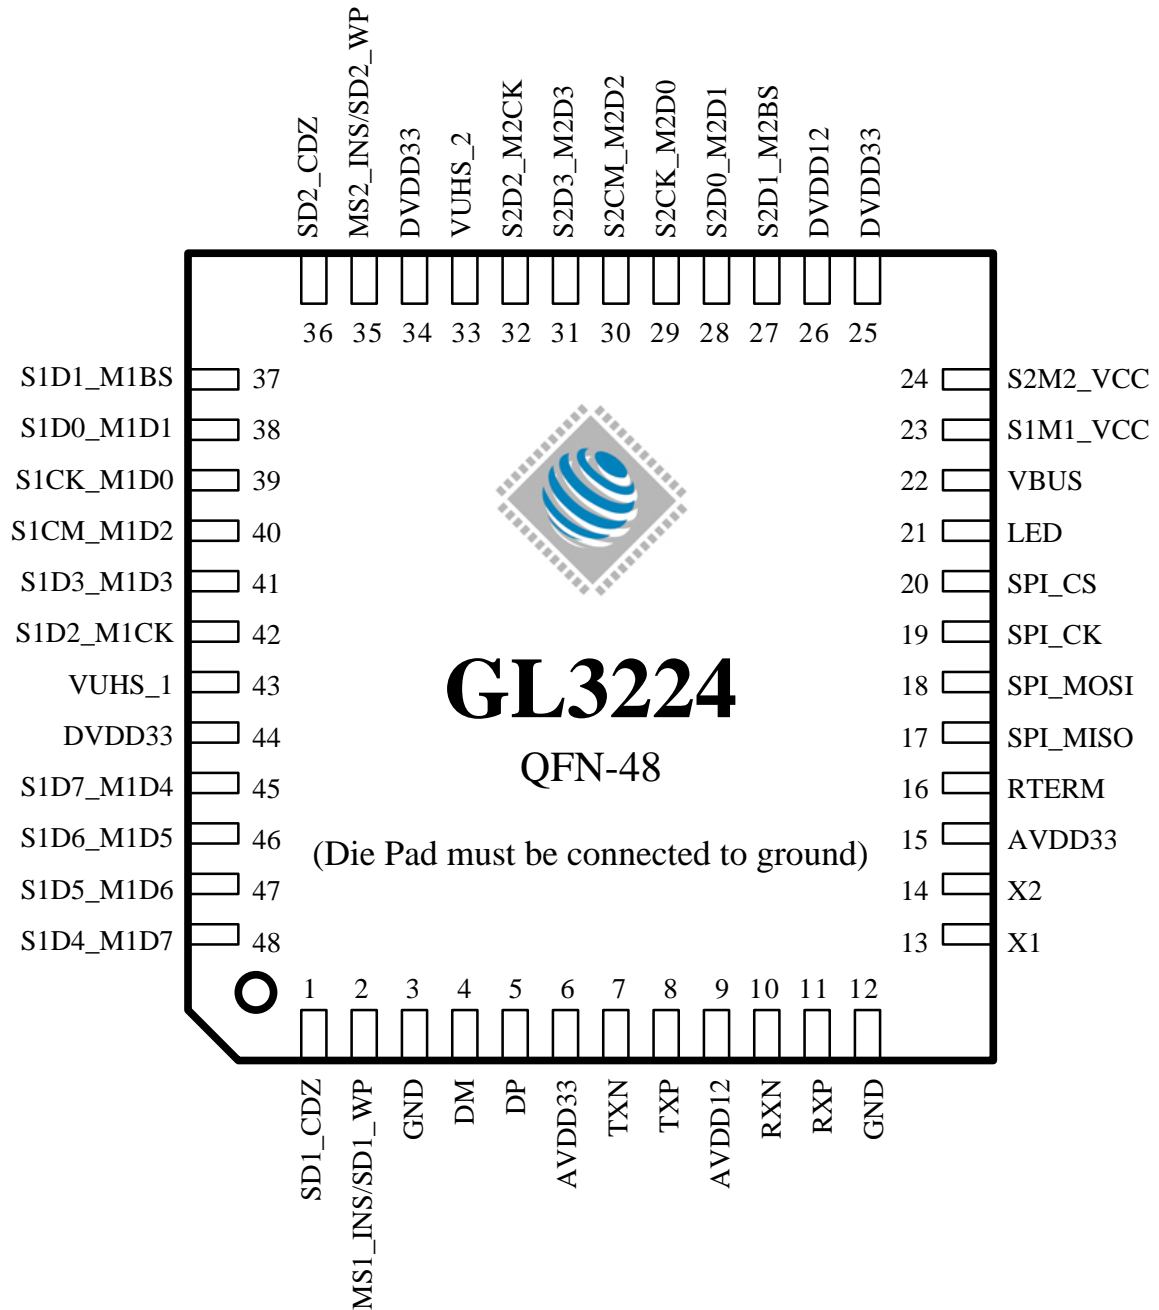 SD2_CDZ
MS2_INS/SD2_WP
DVDD33
VUHS_2
S2D2_M2CK
S2D3_M2D3
S2CM_M2D2
S2CK_M2D0
S2D0_M2D1
S2D1_M2BS
DVDD12
DVDD33
36 35 34 33 32 31 30 29 28 27 26 25
S1D1_M1BS 37
S1D0_M1D1 38
S1CK_M1D0 39
S1CM_M1D2 40
S1D3_M1D3 41
S1D2_M1CK 42
VUHS_1 43
DVDD33 44
S1D7_M1D4 45
S1D6_M1D5 46
S1D5_M1D6 47
S1D4_M1D7 48
GL3224
QFN-48
(Die Pad must be connected to ground)
24 S2M2_VCC
23 S1M1_VCC
22 VBUS
21 LED
20 SPI_CS
19 SPI_CK
18 SPI_MOSI
17 SPI_MISO
16 RTERM
15 AVDD33
14 X2
13 X1
1 2 3 4 5 6 7 8 9 10 11 12
SD1_CDZ
MS1_INS/SD1_WP
GND
DM
DP
AVDD33
TXN
TXP
AVDD12
RXN
RXP
GND